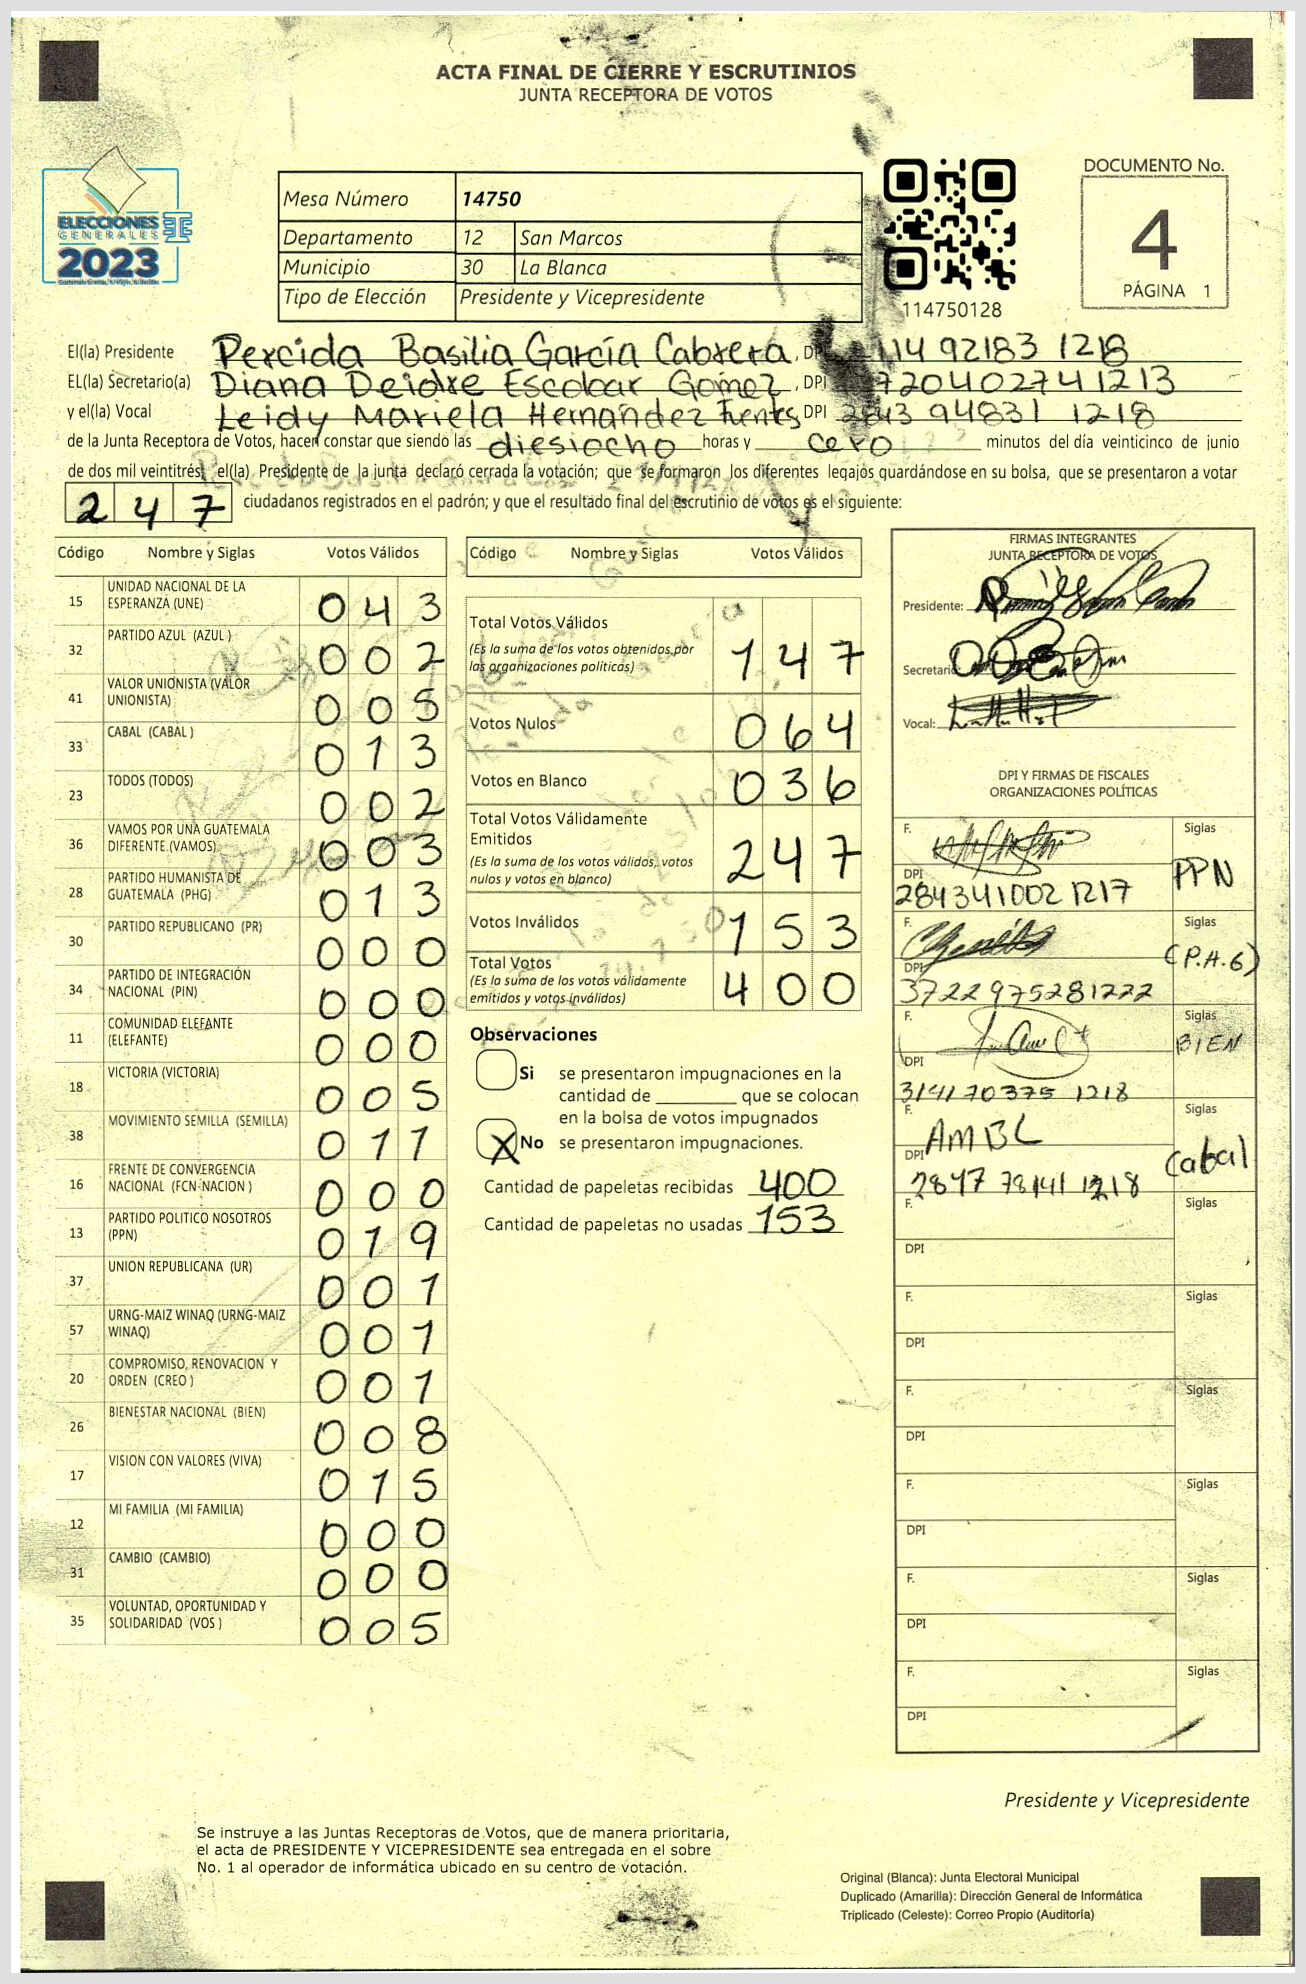 ACTA FINAL DE CIERRE Y ESCRUTINIOS
JUNTA RECEPTORA DE VOTOS
ELECCIONES
GENERALES
2023
Mesa Número 14750
Departamento 12 San Marcos
Municipio 30 La Blanca
Tipo de Elección Presidente y Vicepresidente
114750128
DOCUMENTO No.
4
PÁGINA 1
El(la) Presidente Percida Basilia García Cabrera, DPI 114 92183 1218
EL(la) Secretario(a) Diana Deidre Escobar Gomez, DPI 720402741213
y el(la) Vocal Leidy Mariela Hernández Fuentes DPI 2843 94831 1218
de la Junta Receptora de Votos, hacen constar que siendo las diesiocho horas y cero minutos del día veinticinco de junio
de dos mil veintitrés, el(la) Presidente de la junta declaró cerrada la votación; que se formaron los diferentes legajos guardándose en su bolsa, que se presentaron a votar
247 ciudadanos registrados en el padrón; y que el resultado final del escrutinio de votos es el siguiente:
Código Nombre y Siglas Votos Válidos
15 UNIDAD NACIONAL DE LA ESPERANZA (UNE) 043
32 PARTIDO AZUL (AZUL ) 002
41 VALOR UNIONISTA (VALOR UNIONISTA) 005
33 CABAL (CABAL ) 013
23 TODOS (TODOS) 002
36 VAMOS POR UNA GUATEMALA DIFERENTE (VAMOS) 003
28 PARTIDO HUMANISTA DE GUATEMALA (PHG) 013
30 PARTIDO REPUBLICANO (PR) 000
34 PARTIDO DE INTEGRACIÓN NACIONAL (PIN) 000
11 COMUNIDAD ELEFANTE (ELEFANTE) 000
18 VICTORIA (VICTORIA) 005
38 MOVIMIENTO SEMILLA (SEMILLA) 011
16 FRENTE DE CONVERGENCIA NACIONAL (FCN-NACION ) 000
13 PARTIDO POLITICO NOSOTROS (PPN) 019
37 UNION REPUBLICANA (UR) 001
57 URNG-MAIZ WINAQ (URNG-MAIZ WINAQ) 001
20 COMPROMISO, RENOVACION Y ORDEN (CREO ) 001
26 BIENESTAR NACIONAL (BIEN) 008
17 VISION CON VALORES (VIVA) 015
12 MI FAMILIA (MI FAMILIA) 000
31 CAMBIO (CAMBIO) 000
35 VOLUNTAD, OPORTUNIDAD Y SOLIDARIDAD (VOS ) 005
Código Nombre y Siglas Votos Válidos
Total Votos Válidos
(Es la suma de los votos obtenidos por
las organizaciones políticas) 147
Votos Nulos 064
Votos en Blanco 036
Total Votos Válidamente
Emitidos
(Es la suma de los votos válidos, votos
nulos y votos en blanco) 247
Votos Inválidos 153
Total Votos
(Es la suma de los votos válidamente
emitidos y votos inválidos) 400
Observaciones
Si se presentaron impugnaciones en la
cantidad de ________ que se colocan
en la bolsa de votos impugnados
X No se presentaron impugnaciones.
Cantidad de papeletas recibidas 400
Cantidad de papeletas no usadas 153
FIRMAS INTEGRANTES
JUNTA RECEPTORA DE VOTOS
Presidente:
Secretario
Vocal:
DPI Y FIRMAS DE FISCALES
ORGANIZACIONES POLÍTICAS
F. Siglas PPN
DPI 284341002 1217
F. Siglas (P.H.G)
DPI 3722975281222
F. Siglas BIEN
DPI 314170375 1218
F. AMBL Siglas Cabal
DPI 2847 78141 1218
F. Siglas
DPI
F. Siglas
DPI
F. Siglas
DPI
F. Siglas
DPI
F. Siglas
DPI
F. Siglas
DPI
Presidente y Vicepresidente
Se instruye a las Juntas Receptoras de Votos, que de manera prioritaria,
el acta de PRESIDENTE Y VICEPRESIDENTE sea entregada en el sobre
No. 1 al operador de informática ubicado en su centro de votación.
Original (Blanca): Junta Electoral Municipal
Duplicado (Amarilla): Dirección General de Informática
Triplicado (Celeste): Correo Propio (Auditoría)